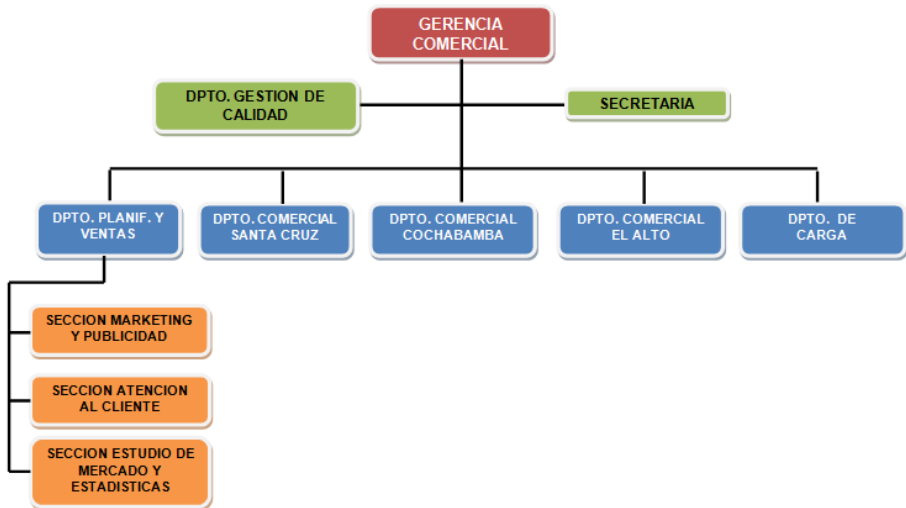 GERENCIA
COMERCIAL
DPTO. GESTION DE
CALIDAD
SECRETARIA
DPTO. PLANIF. Y
VENTAS
DPTO. COMERCIAL
SANTA CRUZ
DPTO. COMERCIAL
COCHABAMBA
DPTO. COMERCIAL
EL ALTO
DPTO. DE
CARGA
SECCION MARKETING
Y PUBLICIDAD
SECCION ATENCION
AL CLIENTE
SECCION ESTUDIO DE
MERCADO Y
ESTADISTICAS